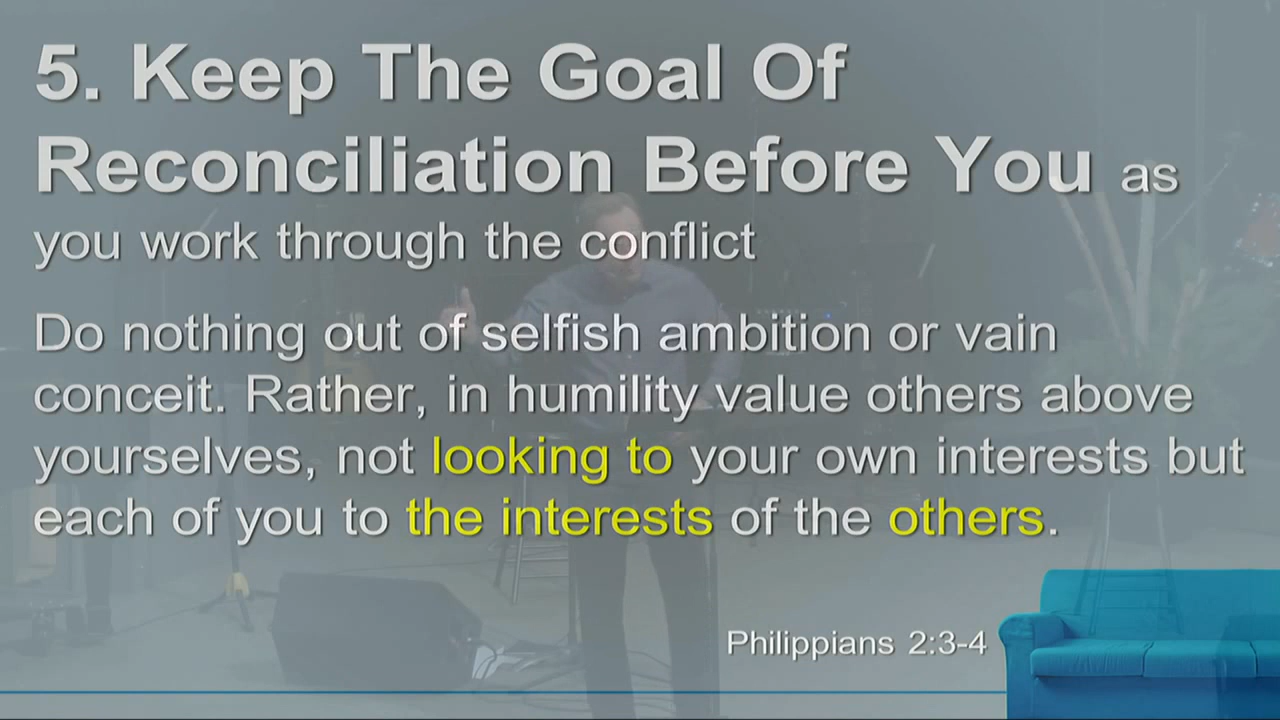 5. Keep The Goal Of
Reconciliation Before You as
you work through the conflict
Do nothing out of selfish ambition or vain
conceit. Rather, in humility value others above
yourselves, not looking to your own interests but
each of you to the interests of the others.
Philippians 2:3-4